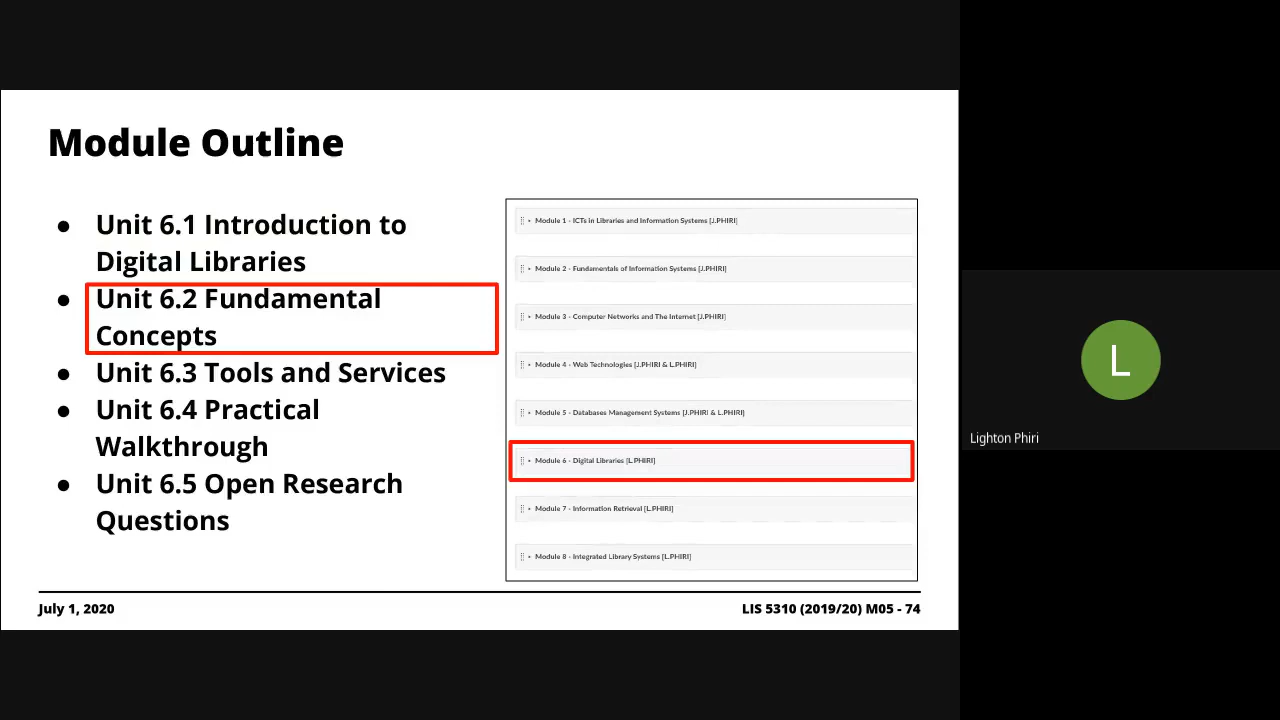 Module Outline
● Unit 6.1 Introduction to
Digital Libraries
● Unit 6.2 Fundamental
Concepts
● Unit 6.3 Tools and Services
● Unit 6.4 Practical
Walkthrough
● Unit 6.5 Open Research
Questions
Module 1 - ICTs in Libraries and Information Systems [J.PHIRI]
Module 2 - Fundamentals of Information Systems [J.PHIRI]
Module 3 - Computer Networks and The Internet [J.PHIRI]
Module 4 - Web Technologies [J.PHIRI & L.PHIRI]
Module 5 - Databases Management Systems [J.PHIRI & L.PHIRI]
Module 6 - Digital Libraries [L.PHIRI]
Module 7 - Information Retrieval [L.PHIRI]
Module 8 - Integrated Library Systems [L.PHIRI]
July 1, 2020
LIS 5310 (2019/20) M05 - 74
L
Lighton Phiri